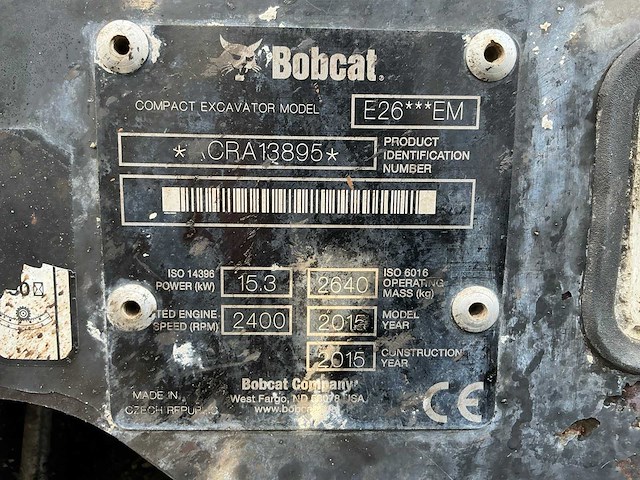 Bobcat.
COMPACT EXCAVATOR MODEL E26***EM
* CRA13895* PRODUCT
IDENTIFICATION
NUMBER
ISO 14396
POWER (kW) 15.3
2640 ISO 6016
OPERATING
MASS (kg)
ENGINE
SPEED (RPM) 2400
2015 MODEL
YEAR
2015 CONSTRUCTION
YEAR
Bobcat Company
West Fargo, ND
MADE IN
CZECH
CE
0